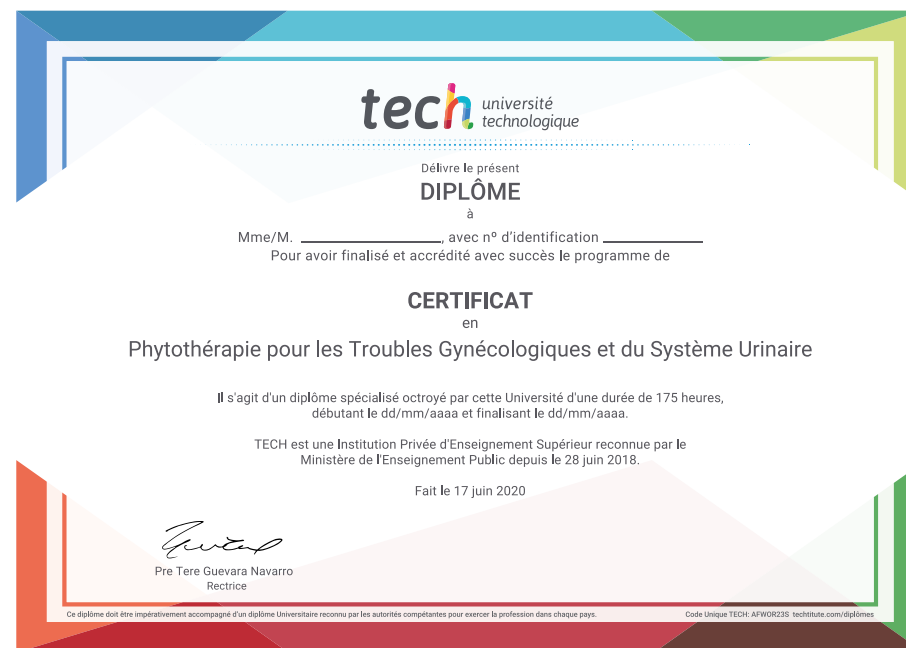 tech université
technologique
Délivre le présent
DIPLÔME
à
Mme/M. ____________________, avec nº d'identification ______________
Pour avoir finalisé et accrédité avec succès le programme de
CERTIFICAT
en
Phytothérapie pour les Troubles Gynécologiques et du Système Urinaire
Il s'agit d'un diplôme spécialisé octroyé par cette Université d'une durée de 175 heures,
débutant le dd/mm/aaaa et finalisant le dd/mm/aaaa.
TECH est une Institution Privée d'Enseignement Supérieur reconnue par le
Ministère de l'Enseignement Public depuis le 28 juin 2018.
Fait le 17 juin 2020
Pre Tere Guevara Navarro
Rectrice
Ce diplôme doit être impérativement accompagné d'un diplôme Universitaire reconnu par les autorités compétentes pour exercer la profession dans chaque pays. Code Unique TECH: AFWOR23S techtitute.com/diplômes